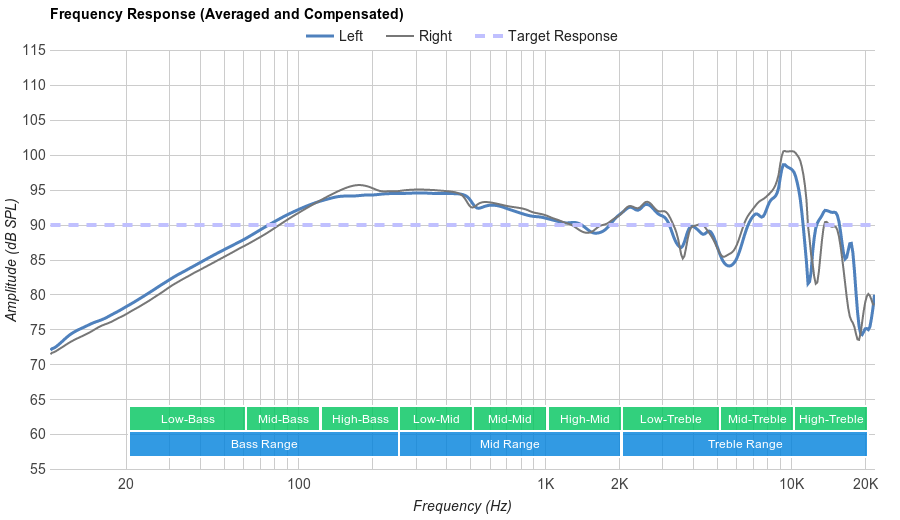 Frequency Response (Averaged and Compensated)
Left Right Target Response
115
110
105
100
95
90
85
80
75
70
65
60
55
Amplitude (dB SPL)
Low-Bass Mid-Bass High-Bass Low-Mid Mid-Mid High-Mid Low-Treble Mid-Treble High-Treble
Bass Range Mid Range Treble Range
20 100 1K 2K 10K 20K
Frequency (Hz)